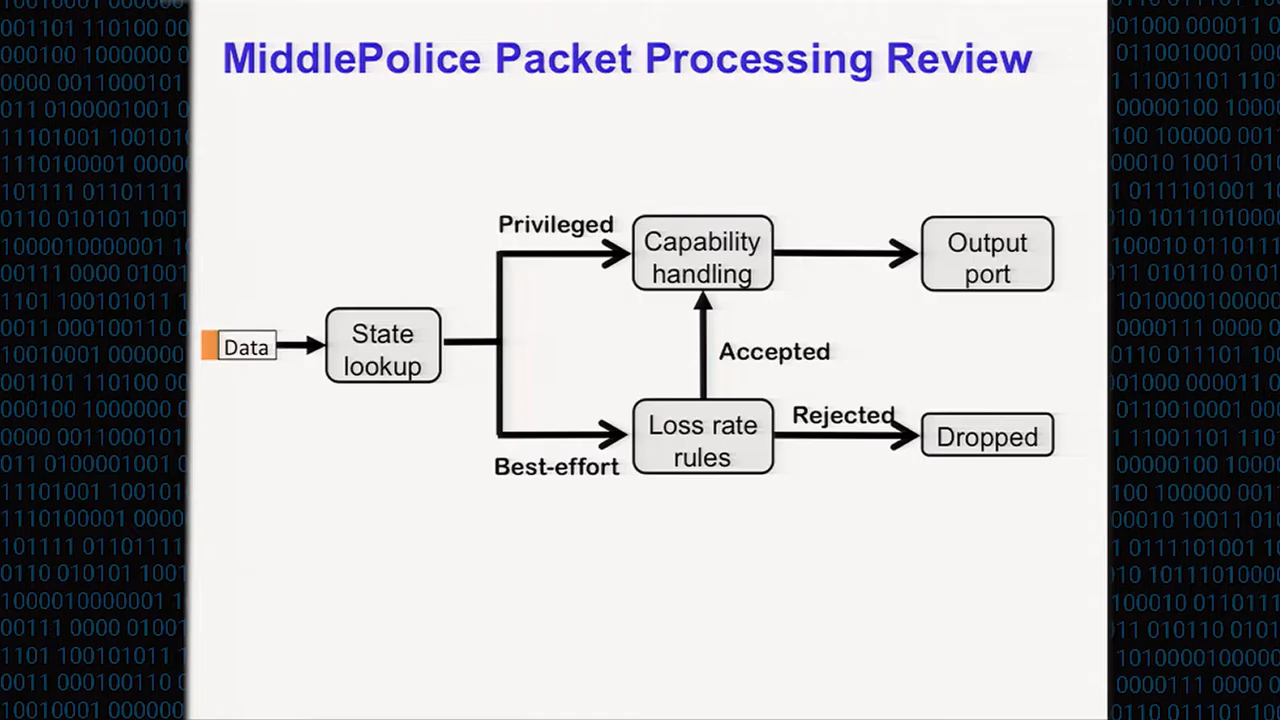 MiddlePolice Packet Processing Review
Privileged
Capability
handling
Output
port
Data
State
lookup
Accepted
Loss rate
rules
Rejected
Dropped
Best-effort